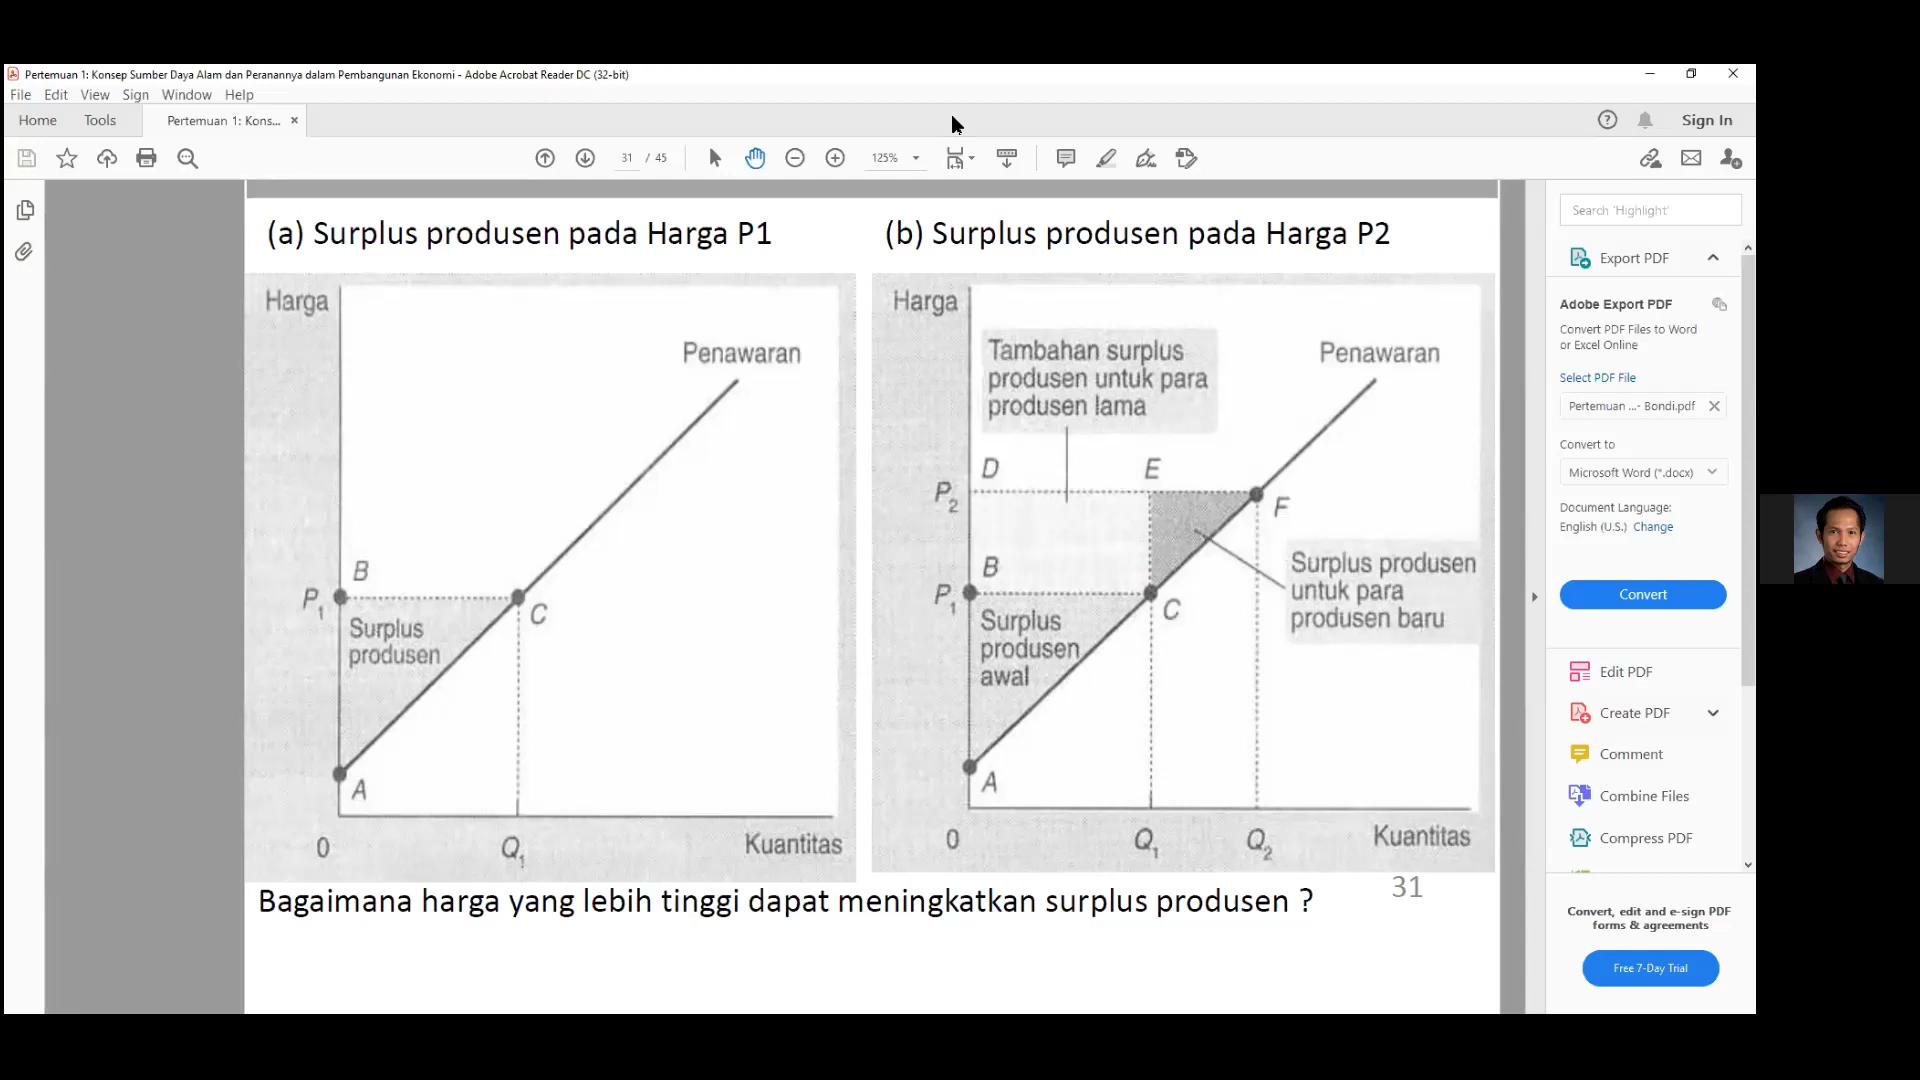 Pertemuan 1: Konsep Sumber Daya Alam dan Peranannya dalam Pembangunan Ekonomi - Adobe Acrobat Reader DC (32-bit)
File Edit View Sign Window Help
Home Tools Pertemuan 1: Kons... × Sign In
31 / 45 125%
(a) Surplus produsen pada Harga P1
Harga
Penawaran
B
P1
C
Surplus
produsen
A
0
Q1
Kuantitas
(b) Surplus produsen pada Harga P2
Harga
Tambahan surplus
produsen untuk para
produsen lama
Penawaran
D
E
P2
F
B
P1
C
Surplus produsen
untuk para
produsen baru
Surplus
produsen
awal
A
0
Q1
Q2
Kuantitas
31
Bagaimana harga yang lebih tinggi dapat meningkatkan surplus produsen ?
Search 'Highlight'
Export PDF
Adobe Export PDF
Convert PDF Files to Word
or Excel Online
Select PDF File
Pertemuan ...- Bondi.pdf
Convert to
Microsoft Word (*.docx)
Document Language:
English (U.S.) Change
Convert
Edit PDF
Create PDF
Comment
Combine Files
Compress PDF
Convert, edit and e-sign PDF
forms & agreements
Free 7-Day Trial